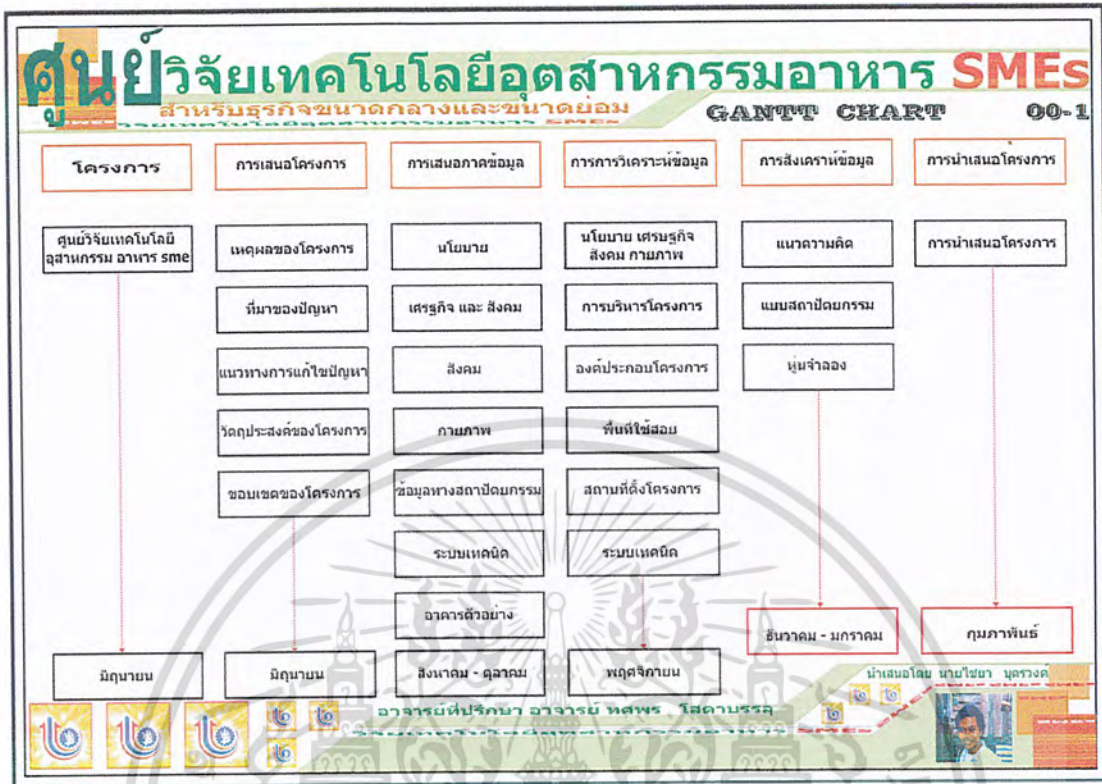 ศูนย์วิจัยเทคโนโลยีอุตสาหกรรมอาหาร SMEs
สำหรับธุรกิจขนาดกลางและขนาดย่อม
GANTT CHART 00-1
โครงการ
การเสนอโครงการ
การเสนอภาคข้อมูล
การการวิเคราะห์ข้อมูล
การสังเคราห์ข้อมูล
การนำเสนอโครงการ
ศูนย์วิจัยเทคโนโลยี
อุสาหกรรม อาหาร sme
เหตุผลของโครงการ
นโยบาย
นโยบาย เศรษฐกิจ
สังคม กายภาพ
แนวความคิด
การนำเสนอโครงการ
ที่มาของปัญหา
เศรฐกิจ และ สังคม
การบริหารโครงการ
แบบสถาปัตยกรรม
แนวทางการแก้ไขปัญหา
สังคม
องค์ประกอบโครงการ
หุ่นจำลอง
วัตถุประสงค์ของโครงการ
กายภาพ
พื้นที่ใช้สอย
ขอบเขตของโครงการ
ข้อมูลทางสถาปัตยกรรม
สถานที่ตั้งโครงการ
ระบบเทคนิค
ระบบเทคนิค
อาคารตัวอย่าง
ธันวาคม - มกราคม
กุมภาพันธ์
มิถุนายน
มิถุนายน
สิงหาคม - ตุลาคม
พฤศจิกายน
นำเสนอโดย นายไชยา บุตรวงค์
อาจารย์ที่ปรึกษา อาจารย์ ทศพร โสดาบรรลุ